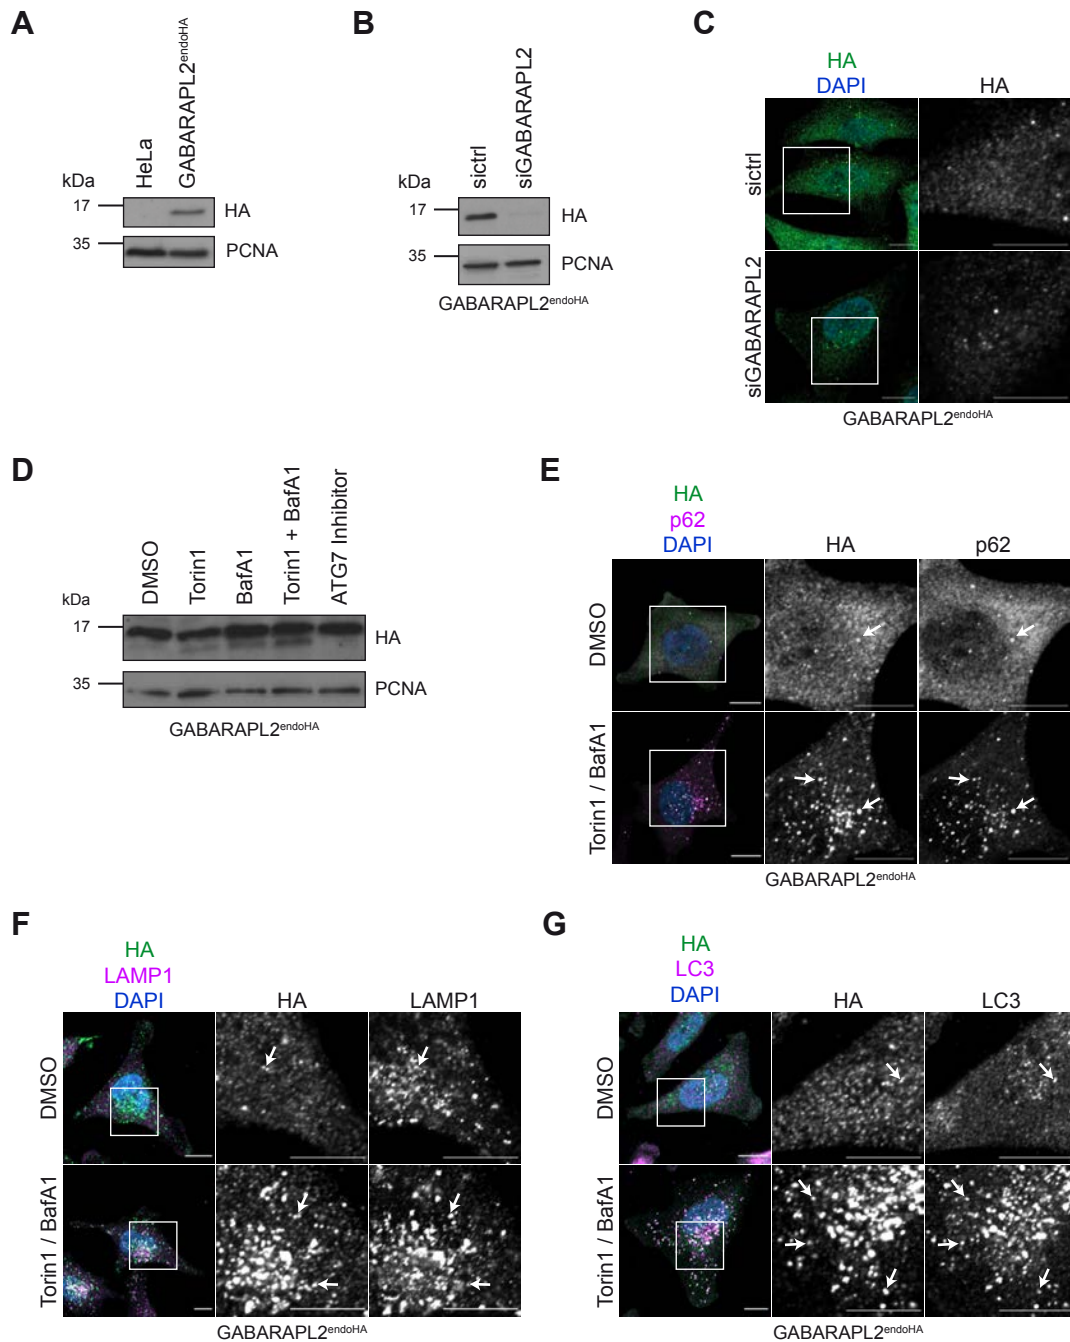 A
HeLa
GABARAPL2endoHA
kDa
17
HA
35
PCNA
B
sictrl
siGABARAPL2
kDa
17
HA
35
PCNA
GABARAPL2endoHA
C
HA
DAPI
HA
sictrl
siGABARAPL2
GABARAPL2endoHA
D
DMSO
Torin1
BafA1
Torin1 + BafA1
ATG7 Inhibitor
kDa
17
HA
35
PCNA
GABARAPL2endoHA
E
HA
p62
DAPI
HA
p62
DMSO
Torin1 / BafA1
GABARAPL2endoHA
F
HA
LAMP1
DAPI
HA
LAMP1
DMSO
Torin1 / BafA1
GABARAPL2endoHA
G
HA
LC3
DAPI
HA
LC3
DMSO
Torin1 / BafA1
GABARAPL2endoHA